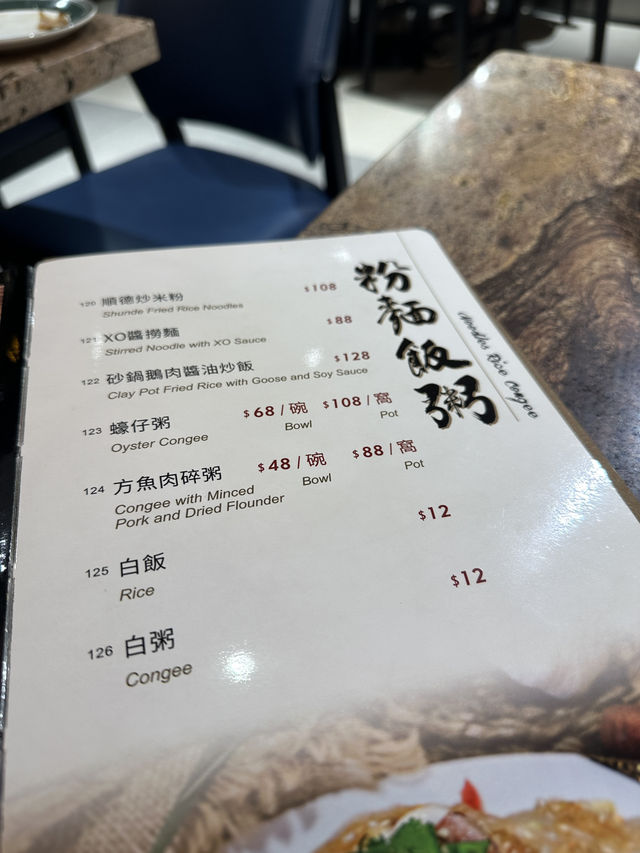 粉麵飯粥
Noodles Rice Congee
120 順德炒米粉 $108
Shunde Fried Rice Noodles
121 XO醬撈麵 $88
Stirred Noodle with XO Sauce
122 砂鍋鵝肉醬油炒飯 $128
Clay Pot Fried Rice with Goose and Soy Sauce
123 蠔仔粥 $68/碗 $108/窩
Oyster Congee Bowl Pot
124 方魚肉碎粥 $48/碗 $88/窩
Congee with Minced Bowl Pot
Pork and Dried Flounder
125 白飯 $12
Rice
126 白粥 $12
Congee